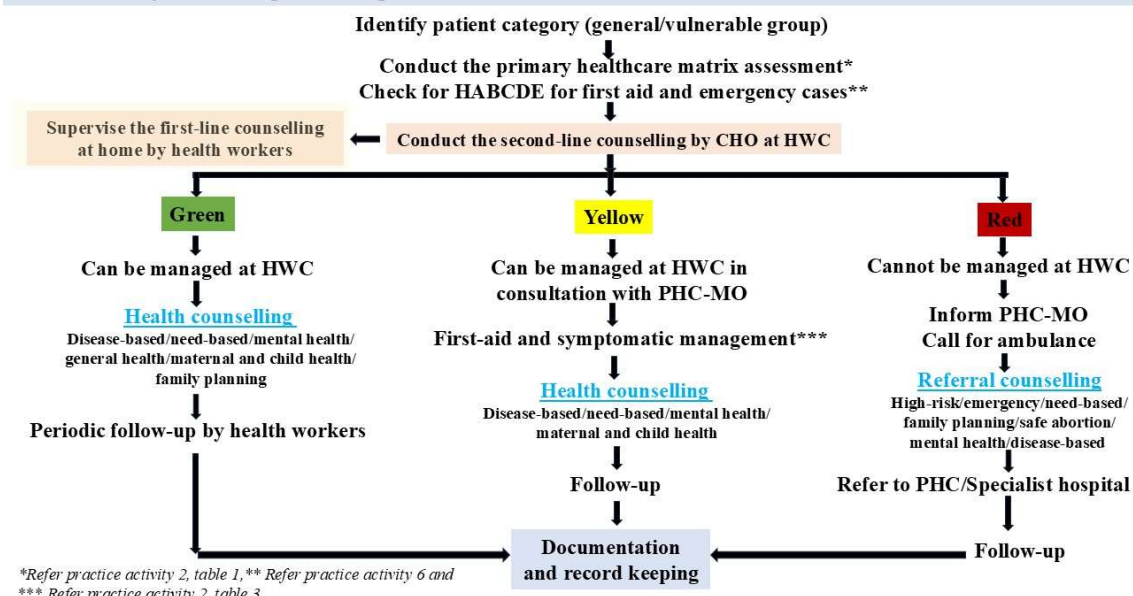 Identify patient category (general/vulnerable group)
Conduct the primary healthcare matrix assessment*
Check for HABCDE for first aid and emergency cases**
Supervise the first-line counselling
at home by health workers
Conduct the second-line counselling by CHO at HWC
Green
Can be managed at HWC
Health counselling
Disease-based/need-based/mental health/
general health/maternal and child health/
family planning
Periodic follow-up by health workers
Yellow
Can be managed at HWC in
consultation with PHC-MO
First-aid and symptomatic management***
Health counselling
Disease-based/need-based/mental health/
maternal and child health
Follow-up
Red
Cannot be managed at HWC
Inform PHC-MO
Call for ambulance
Referral counselling
High-risk/emergency/need-based/
family planning/safe abortion/
mental health/disease-based
Refer to PHC/Specialist hospital
Follow-up
Documentation
and record keeping
*Refer practice activity 2, table 1,** Refer practice activity 6 and
*** Refer practice activity 2, table 3